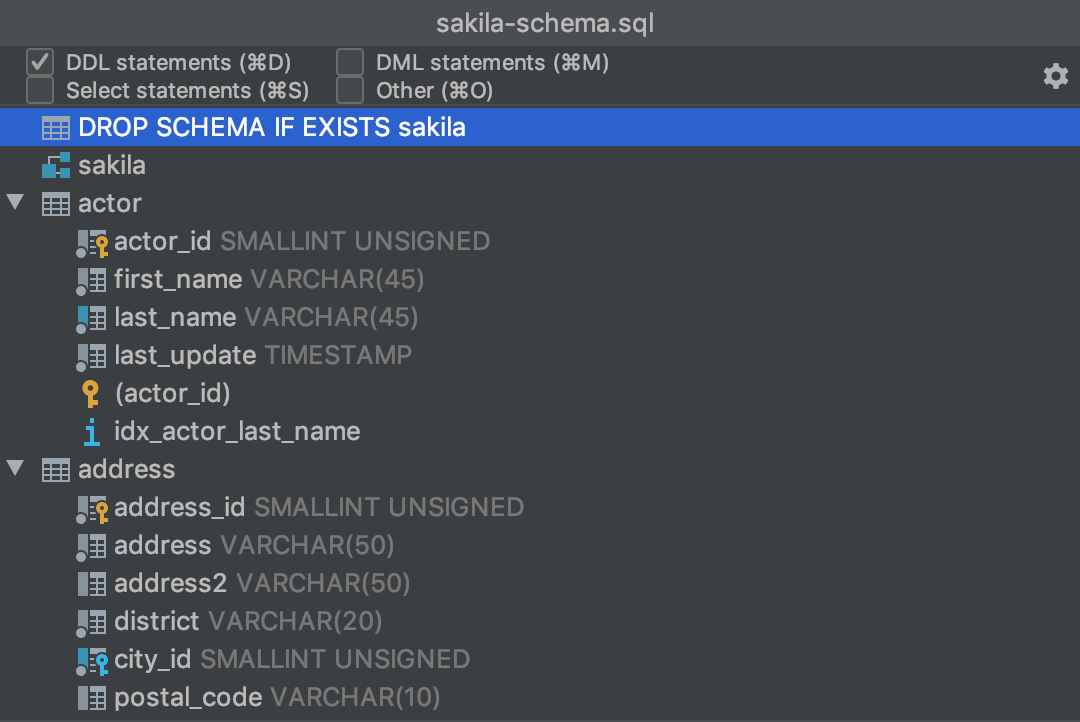 sakila-schema.sql
DDL statements (⌘D) DML statements (⌘M)
Select statements (⌘S) Other (⌘O)
DROP SCHEMA IF EXISTS sakila
sakila
actor
actor_id SMALLINT UNSIGNED
first_name VARCHAR(45)
last_name VARCHAR(45)
last_update TIMESTAMP
(actor_id)
idx_actor_last_name
address
address_id SMALLINT UNSIGNED
address VARCHAR(50)
address2 VARCHAR(50)
district VARCHAR(20)
city_id SMALLINT UNSIGNED
postal_code VARCHAR(10)